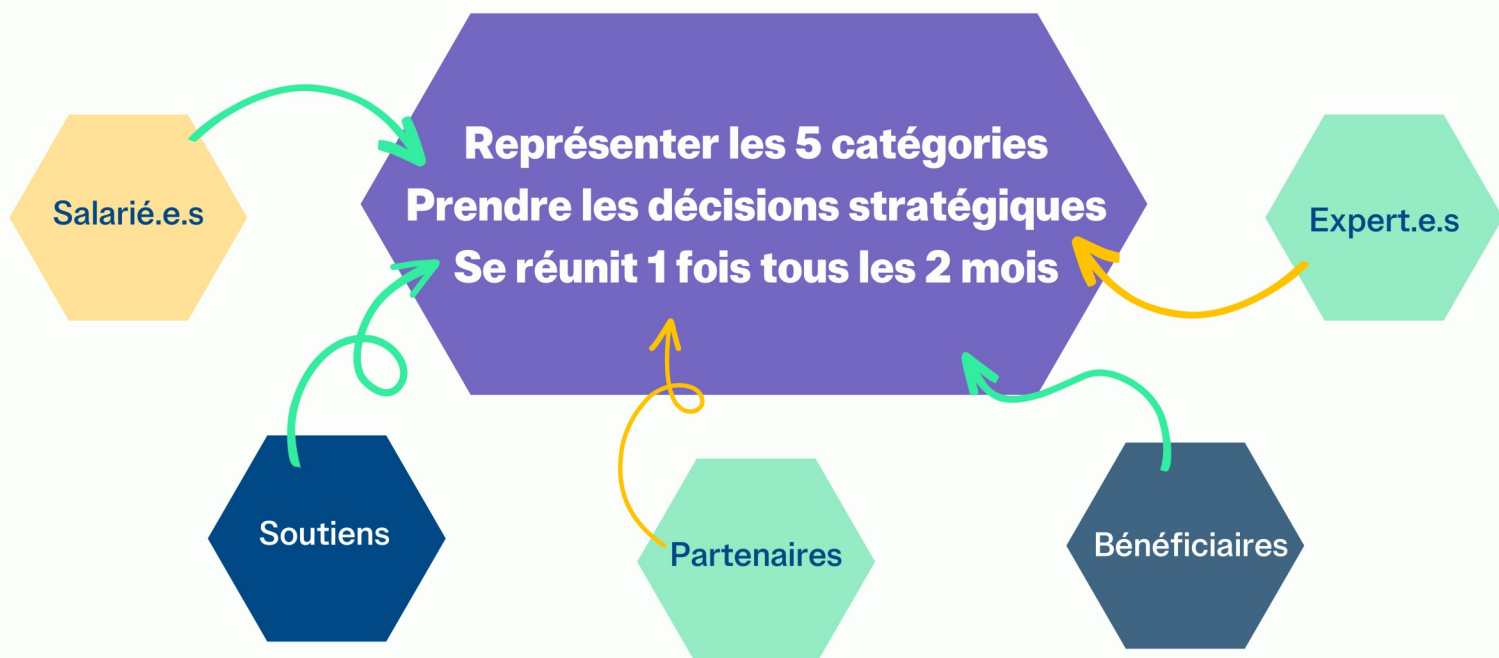 Représenter les 5 catégories
Prendre les décisions stratégiques
Se réunit 1 fois tous les 2 mois
Salarié.e.s
Expert.e.s
Soutiens
Partenaires
Bénéficiaires